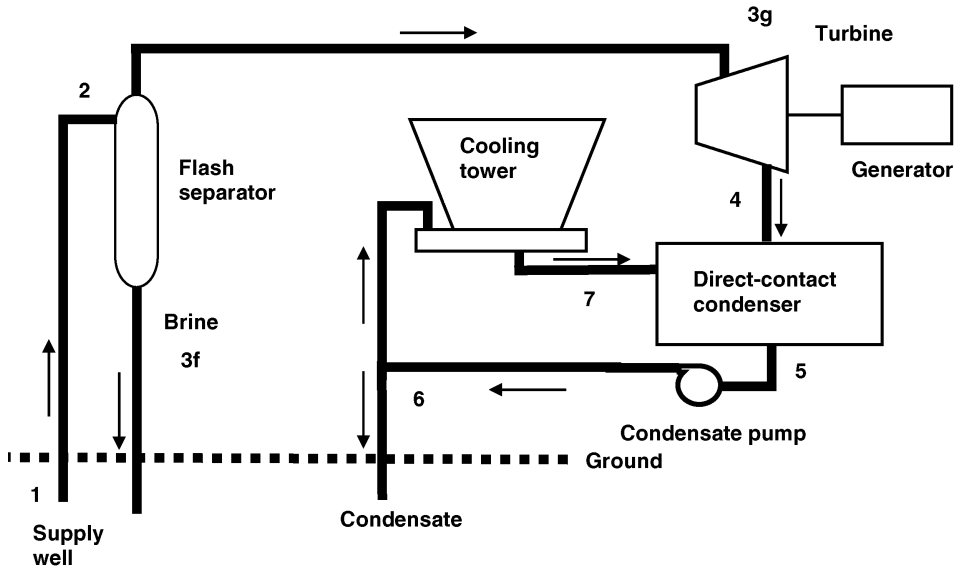 3g
Turbine
2
Cooling
tower
Flash
separator
Generator
4
Direct-contact
condenser
7
Brine
3f
5
6
Condensate pump
Ground
1
Condensate
Supply
well